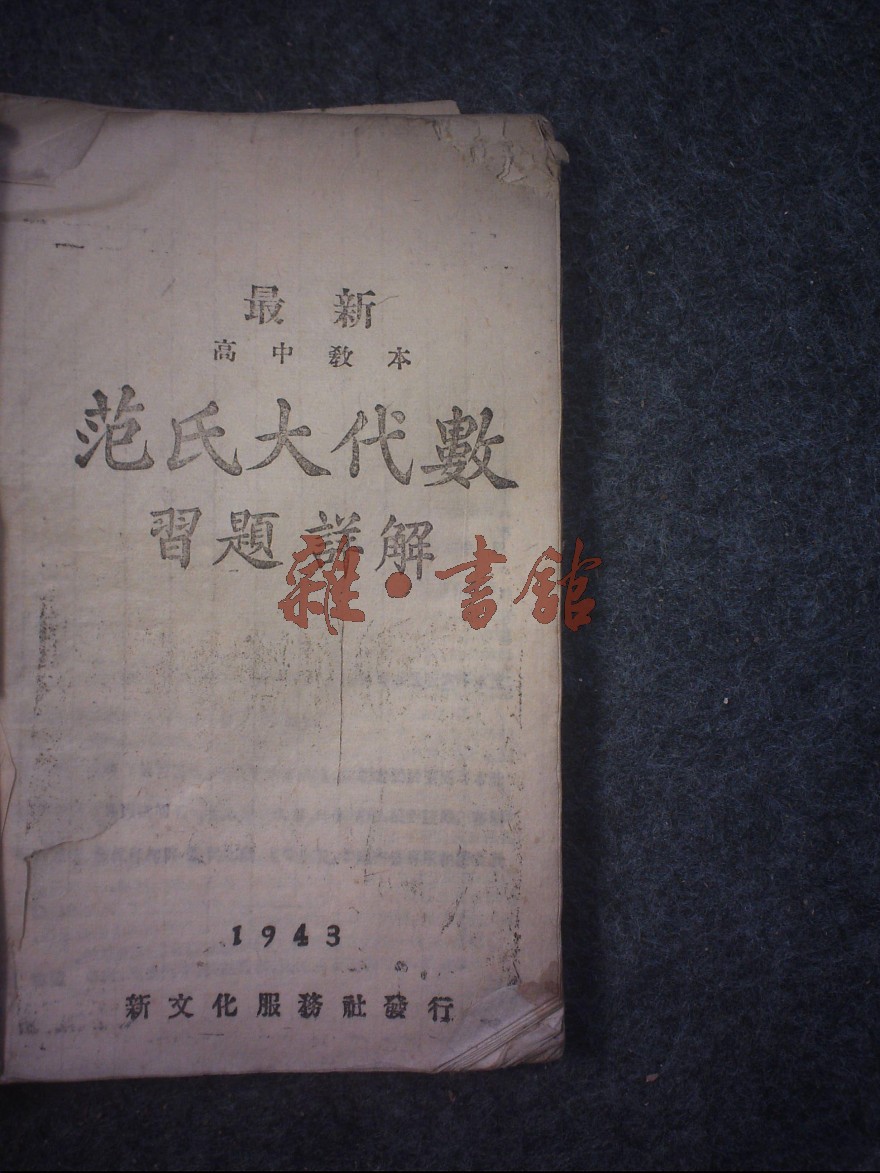 最新
高中教本
范氏大代數
習題詳解
雜·書館
1943
新文化服務社發行